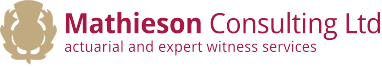 Mathieson Consulting Ltd
actuarial and expert witness services